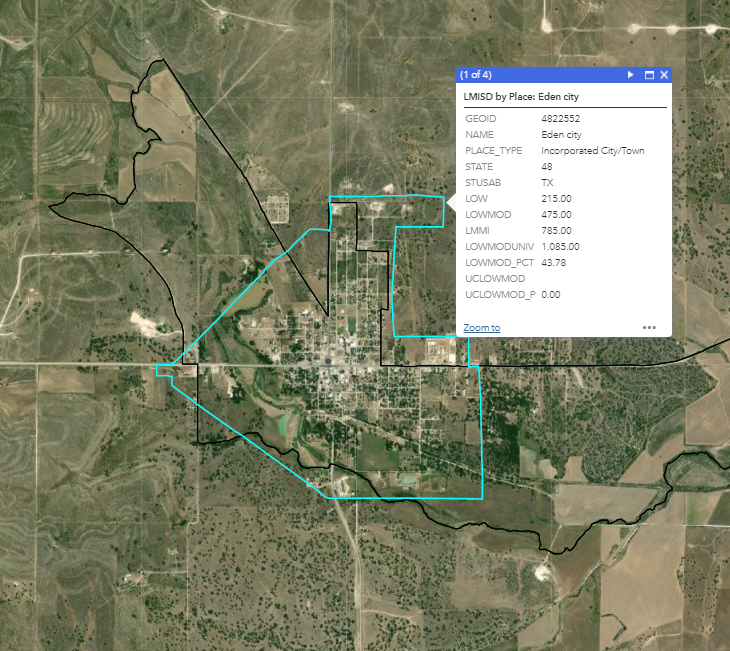 (1 of 4)
LMISD by Place: Eden city
GEOID 4822552
NAME Eden city
PLACE_TYPE Incorporated City/Town
STATE 48
STUSAB TX
LOW 215.00
LOWMOD 475.00
LMMI 785.00
LOWMODUNIV 1,085.00
LOWMOD_PCT 43.78
UCLOWMOD
UCLOWMOD_P 0.00
Zoom to